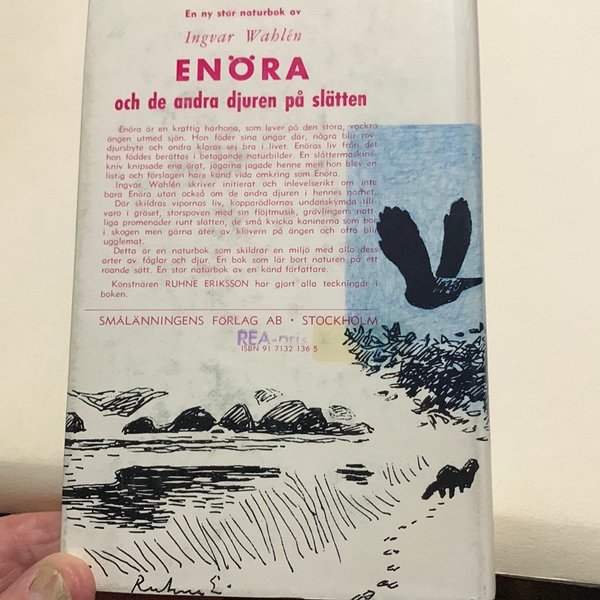 En ny stor naturbok av
Ingvar Wahlén
ENÖRA
och de andra djuren på slätten
Enöra är en kraftig harhona, som lever på den stora, vackra
ängen utmed sjön. Hon föder sina ungar där, några blir rov-
djursbyte och andra klarar sej bra i livet. Enöras liv från det
hon föddes berättas i betagande naturbilder. En slåttermaskins-
kniv knipsade ena örat, jägarna jagade henne men hon blev en
listig och förslagen hare känd vida omkring som Enöra.
Ingvar Wahlén skriver initierat och inlevelserikt om inte
bara Enöra utan också om de andra djuren i hennes närhet.
Där skildras vipornas liv, kopparödlornas undanskymda till-
varo i gräset, storspoven med sin flöjtmusik, grävlingens natt-
liga promenader runt slätten, de små kvicka kaninerna som bor
i skogen men gärna äter av klövern på ängen och ofta blir
ugglemat.
Detta är en naturbok som skildrar en miljö med alla dess
arter av fåglar och djur. En bok som lär bort naturen på ett
roande sätt. En stor naturbok av en känd författare.
Konstnären RUHNE ERIKSSON har gjort alla teckningar i
boken.
SMÅLÄNNINGENS FÖRLAG AB · STOCKHOLM
REA-pris
ISBN 91 7132 136 5
Ruhne E.